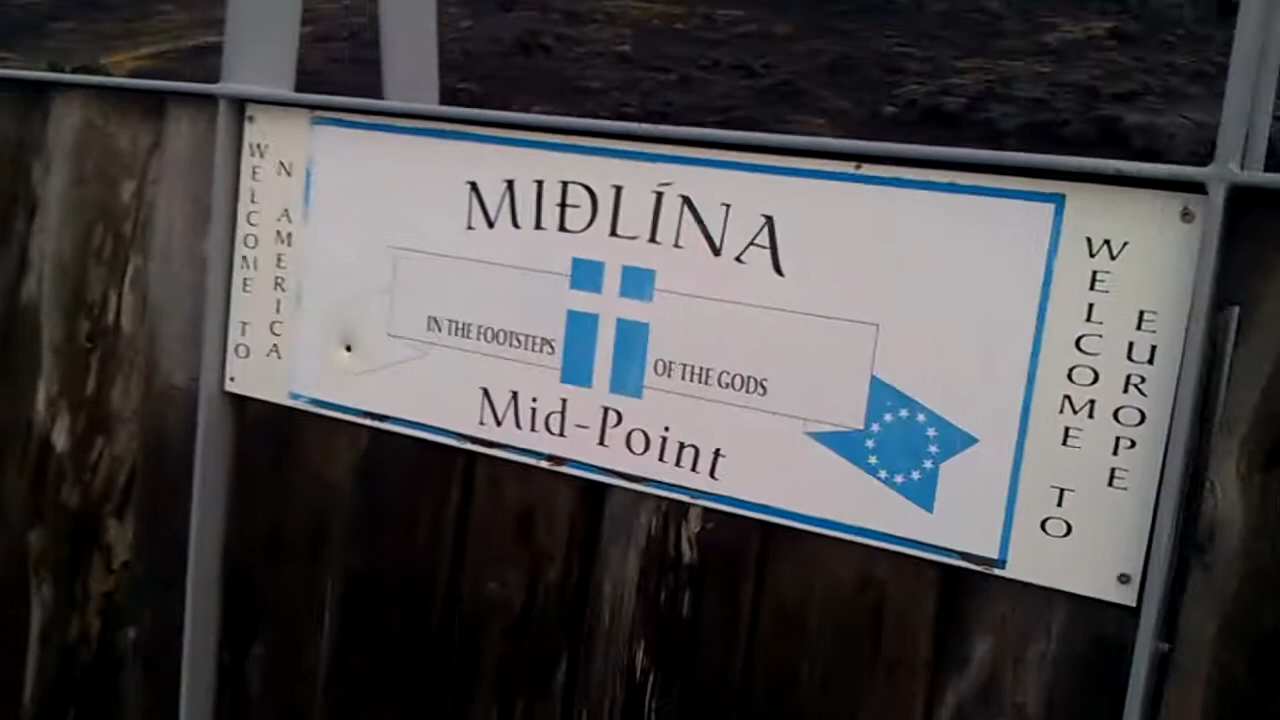 WELCOME TO
N AMERICA
MIÐLÍNA
IN THE FOOTSTEPS
OF THE GODS
Mid-Point
WELCOME TO
EUROPE